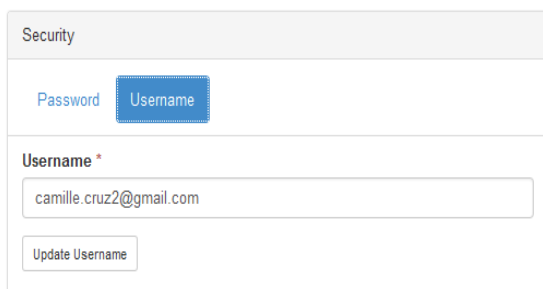 Security
Password Username
Username *
camille.cruz2@gmail.com
Update Username